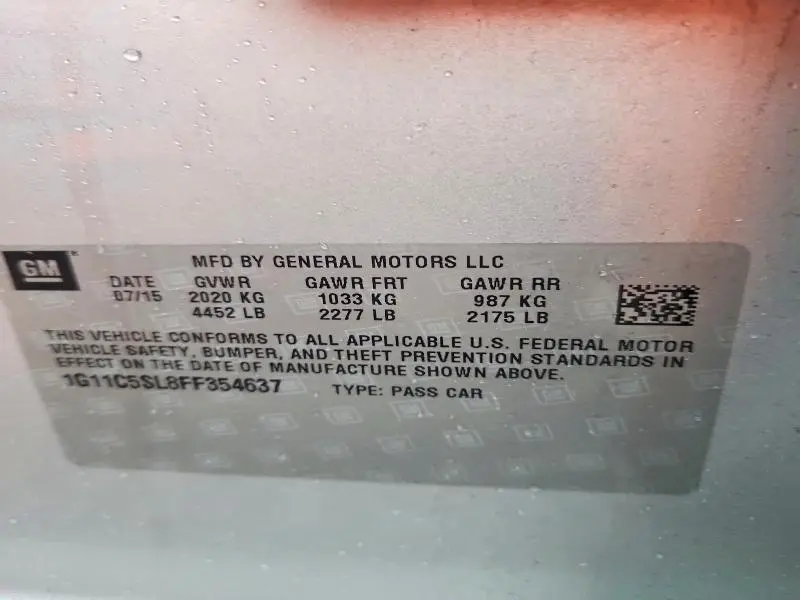 GM
MFD BY GENERAL MOTORS LLC
DATE GVWR GAWR FRT GAWR RR
07/15 2020 KG 1033 KG 987 KG
4452 LB 2277 LB 2175 LB
THIS VEHICLE CONFORMS TO ALL APPLICABLE U.S. FEDERAL MOTOR
VEHICLE SAFETY, BUMPER, AND THEFT PREVENTION STANDARDS IN
EFFECT ON THE DATE OF MANUFACTURE SHOWN ABOVE.
1G11C5SL8FF354637 TYPE: PASS CAR